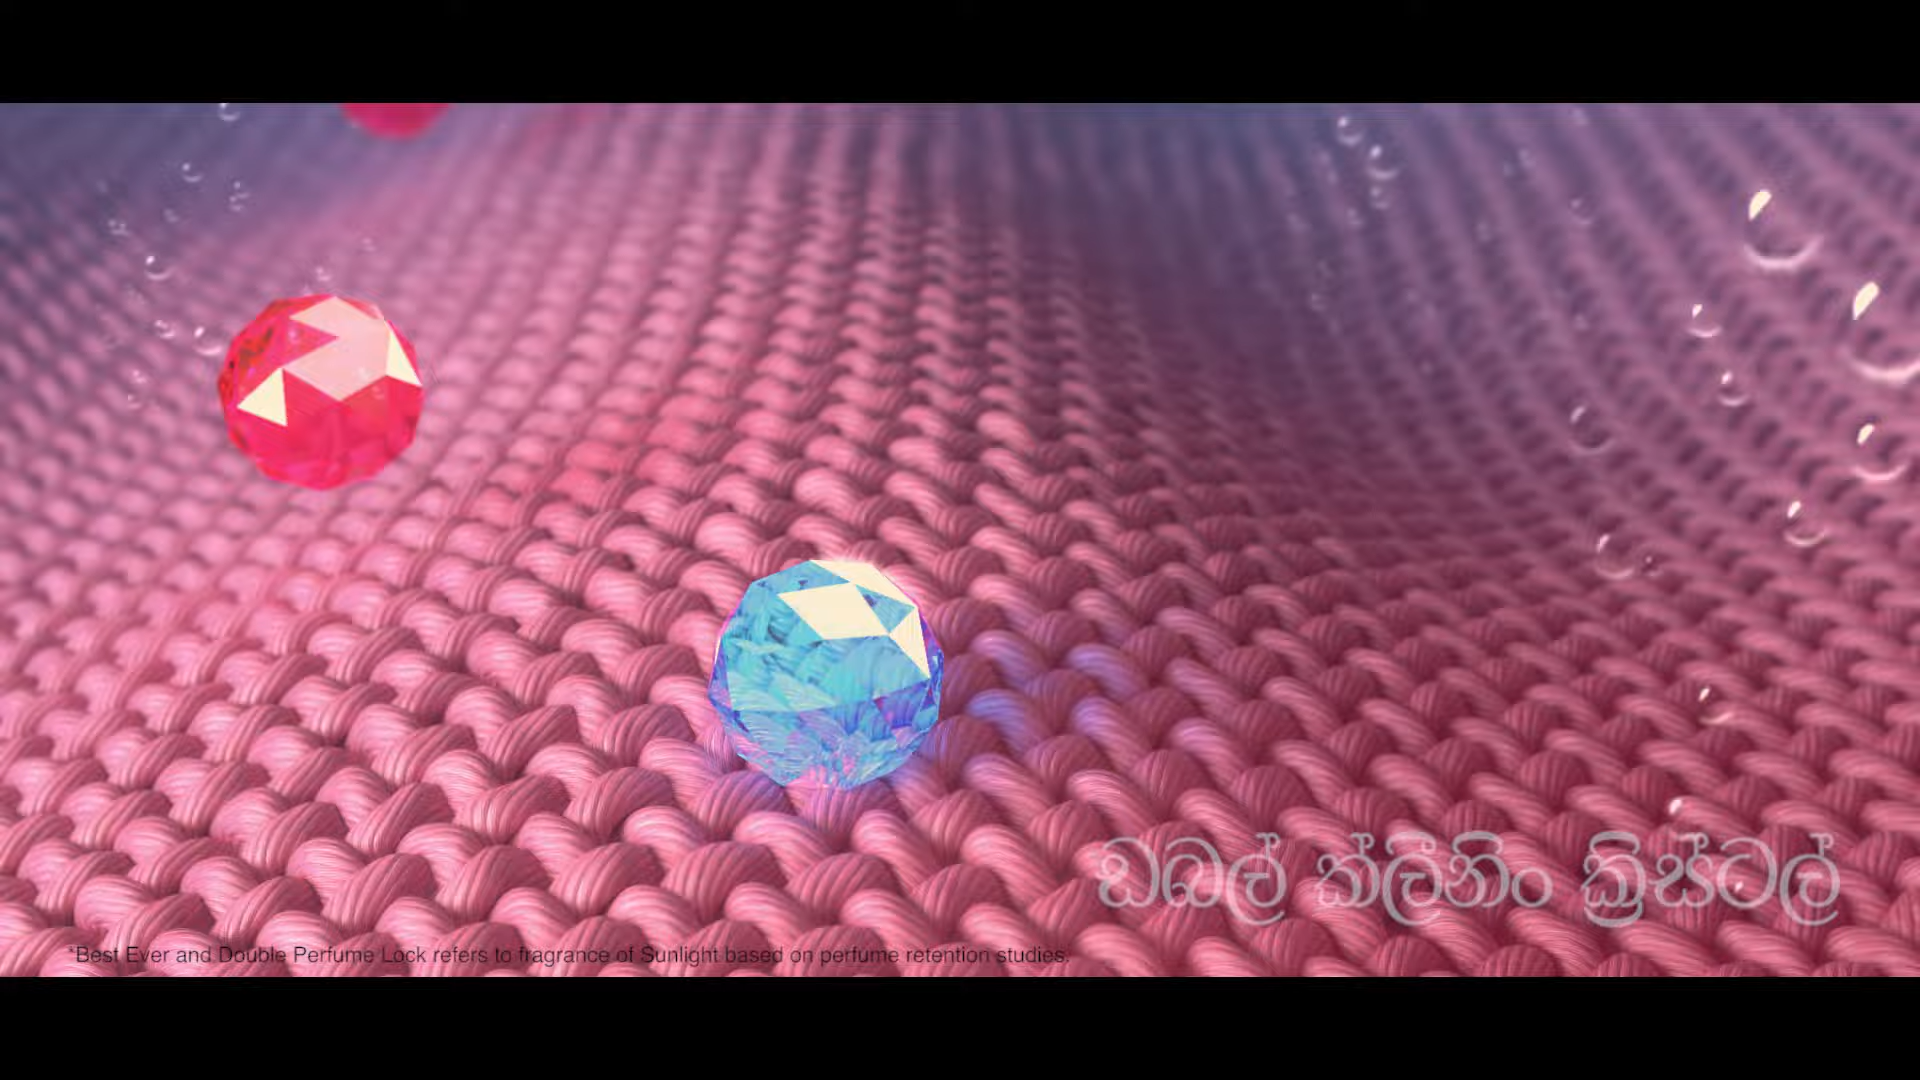 ඩබල් ක්ලීනිං ක්‍රිස්ටල්
*Best Ever and Double Perfume Lock refers to fragrance of Sunlight based on perfume retention studies.